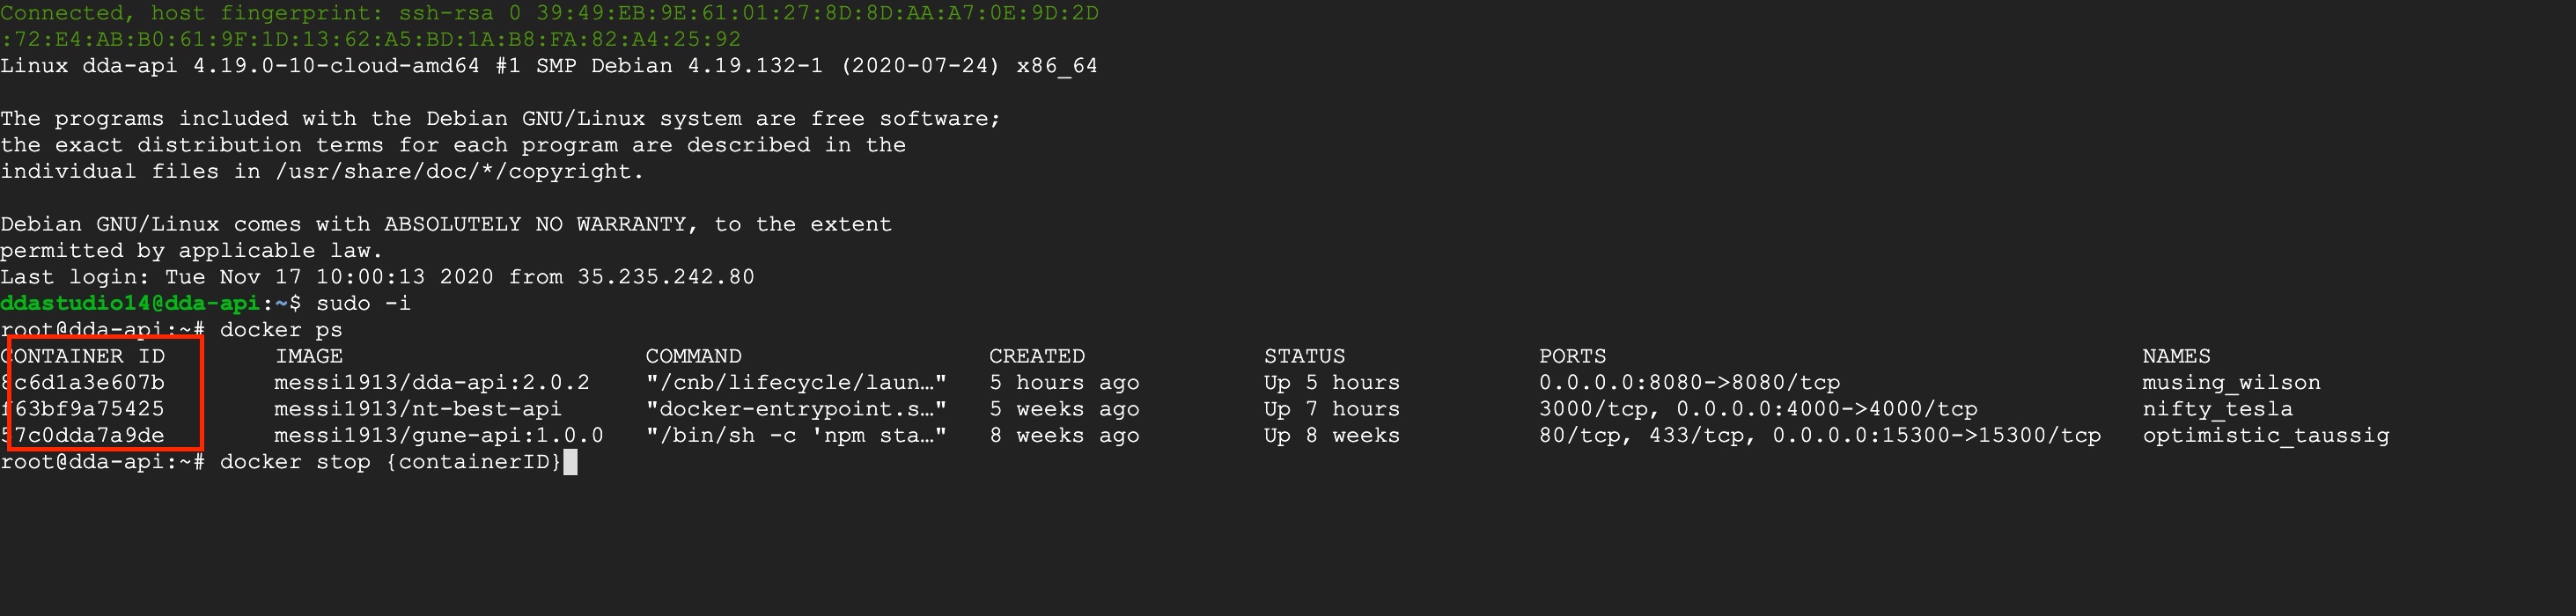 Connected, host fingerprint: ssh-rsa 0 39:49:EB:9E:61:01:27:8D:8D:AA:A7:0E:9D:2D
:72:E4:AB:B0:61:9F:1D:13:62:A5:BD:1A:B8:FA:82:A4:25:92
Linux dda-api 4.19.0-10-cloud-amd64 #1 SMP Debian 4.19.132-1 (2020-07-24) x86_64
The programs included with the Debian GNU/Linux system are free software;
the exact distribution terms for each program are described in the
individual files in /usr/share/doc/*/copyright.
Debian GNU/Linux comes with ABSOLUTELY NO WARRANTY, to the extent
permitted by applicable law.
Last login: Tue Nov 17 10:00:13 2020 from 35.235.242.80
ddastudio14@dda-api:~$ sudo -i
root@dda-api:~# docker ps
CONTAINER ID IMAGE COMMAND CREATED STATUS PORTS NAMES
8c6d1a3e607b messi1913/dda-api:2.0.2 "/cnb/lifecycle/laun…" 5 hours ago Up 5 hours 0.0.0.0:8080->8080/tcp musing_wilson
f63bf9a75425 messi1913/nt-best-api "docker-entrypoint.s…" 5 weeks ago Up 7 hours 3000/tcp, 0.0.0.0:4000->4000/tcp nifty_tesla
57c0dda7a9de messi1913/gune-api:1.0.0 "/bin/sh -c 'npm sta…" 8 weeks ago Up 8 weeks 80/tcp, 433/tcp, 0.0.0.0:15300->15300/tcp optimistic_taussig
root@dda-api:~# docker stop {containerID}